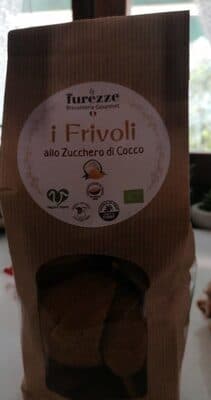 Furezze
Biscotteria Gourmet
i Frivoli
allo Zucchero di Cocco